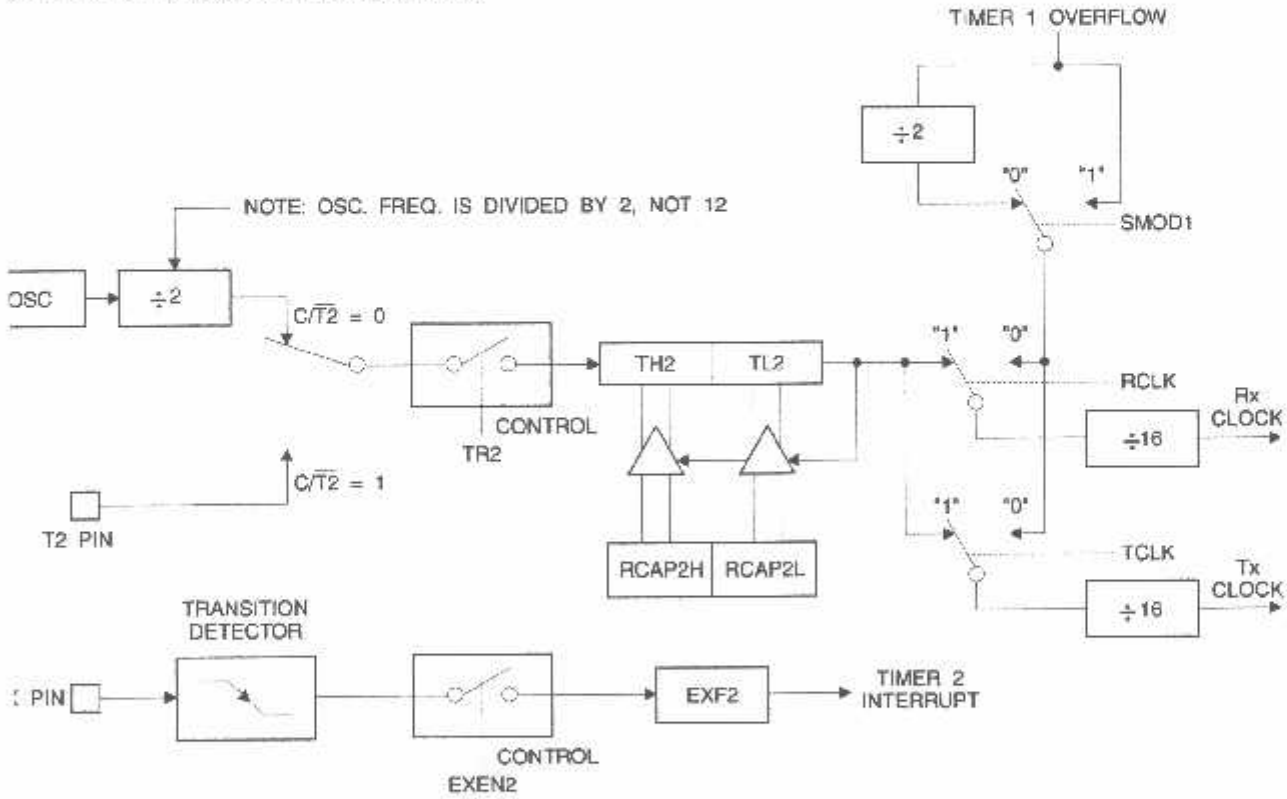 TIMER 1 OVERFLOW
÷2
"0"
"1"
SMOD1
NOTE: OSC. FREQ. IS DIVIDED BY 2, NOT 12
OSC
÷2
C/T̅2̅ = 0
TH2
TL2
"1"
"0"
RCLK
Rx
CLOCK
÷16
CONTROL
TR2
C/T̅2̅ = 1
T2 PIN
"1"
"0"
TCLK
RCAP2H
RCAP2L
Tx
CLOCK
÷16
TRANSITION
DETECTOR
PIN
EXF2
TIMER 2
INTERRUPT
CONTROL
EXEN2